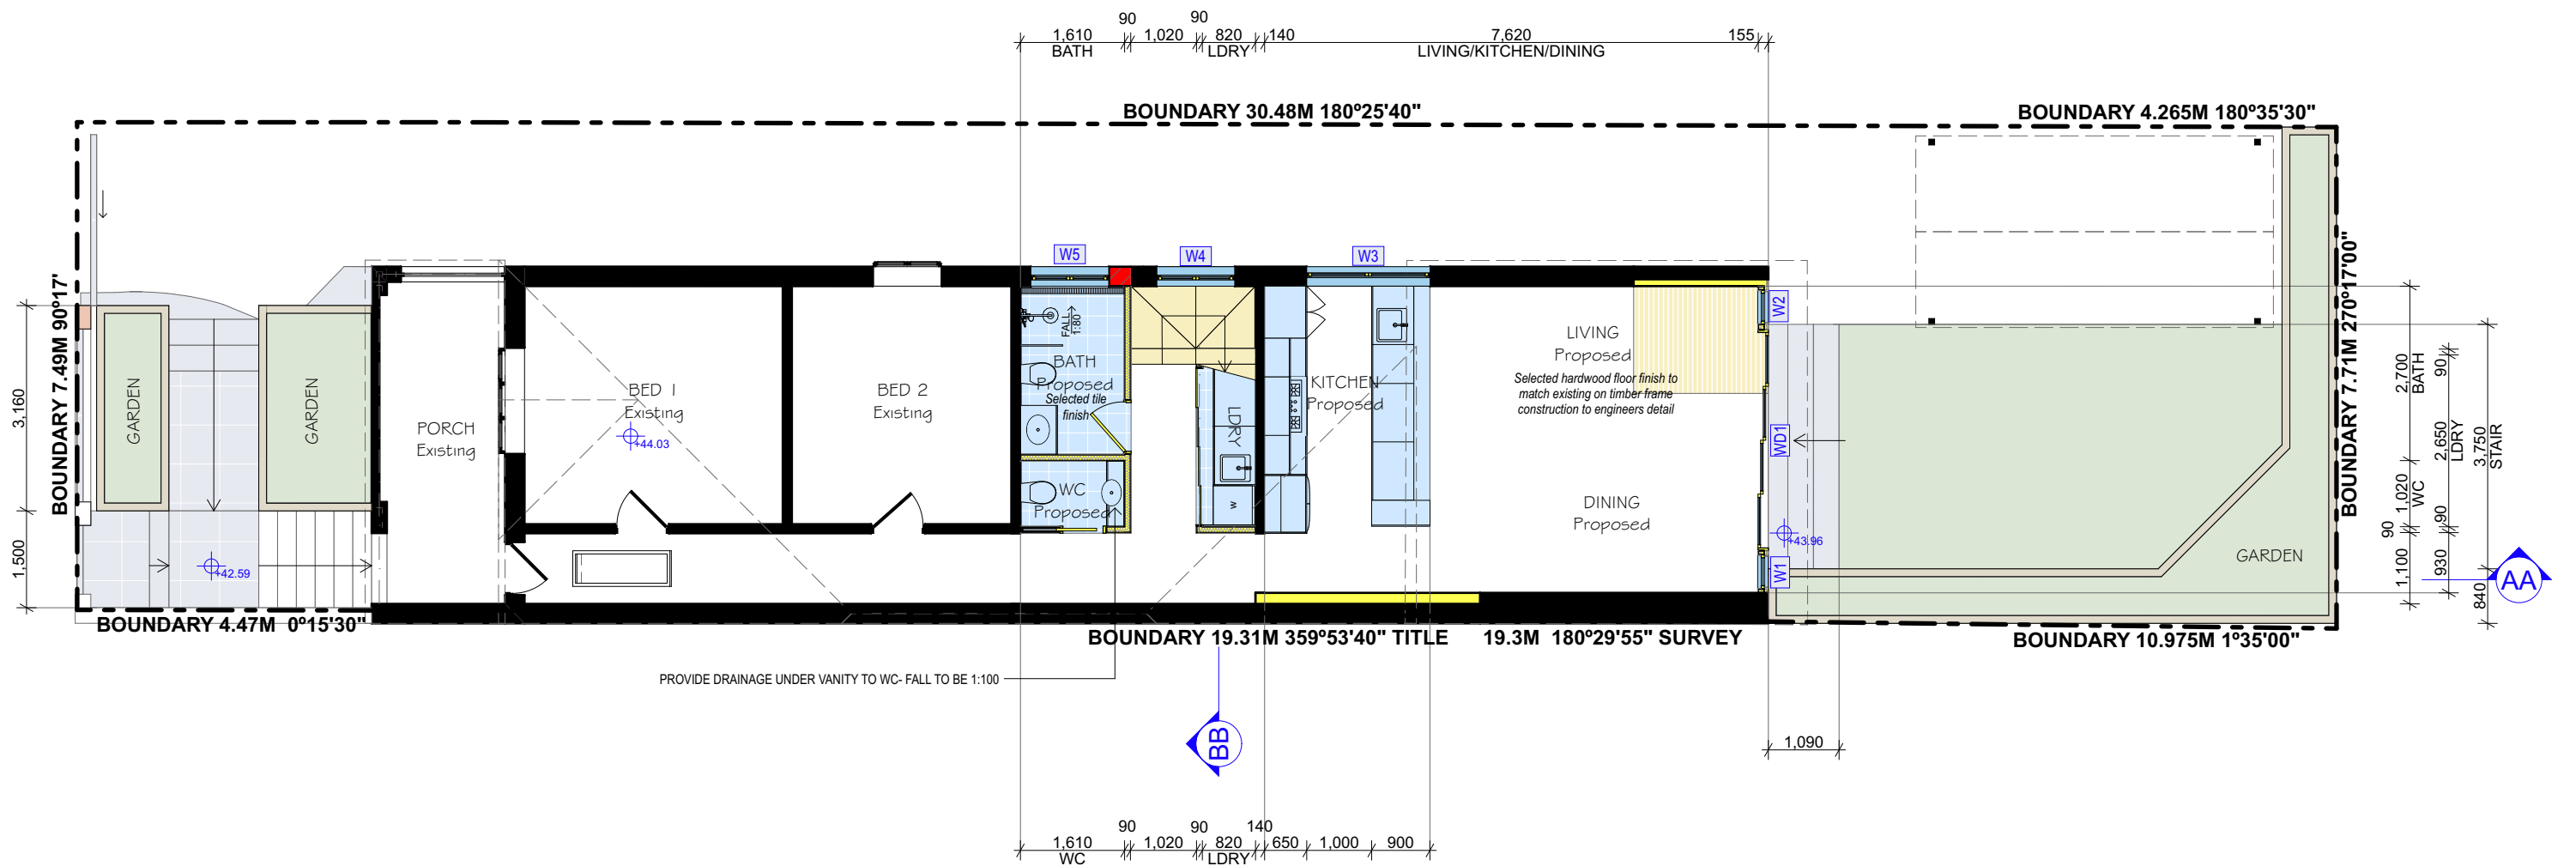 90
90
1,610
1,020
820
140
7,620
155
BATH
LDRY
LIVING/KITCHEN/DINING
BOUNDARY 30.48M 180º25'40"
BOUNDARY 4.265M 180º35'30"
W5
W4
W3
BOUNDARY 7.49M 90º17'
3,160
1,500
GARDEN
GARDEN
PORCH
Existing
BED 1
Existing
+44.03
BED 2
Existing
FALL
1:80
BATH
Proposed
Selected tile
finish
WC
Proposed
LDRY
W
KITCHEN
Proposed
LIVING
Proposed
Selected hardwood floor finish to
match existing on timber frame
construction to engineers detail
DINING
Proposed
W2
WD1
W1
+43.96
+42.59
GARDEN
BOUNDARY 7.71M 270º17'00"
2,700
BATH
1,020
WC
90
1,100
90
2,650
LDRY
90
930
3,750
STAIR
840
AA
BOUNDARY 4.47M 0º15'30"
BOUNDARY 19.31M 359º53'40" TITLE 19.3M 180º29'55" SURVEY
BOUNDARY 10.975M 1º35'00"
PROVIDE DRAINAGE UNDER VANITY TO WC- FALL TO BE 1:100
BB
1,090
90
90
140
1,610
1,020
820
650
1,000
900
WC
LDRY